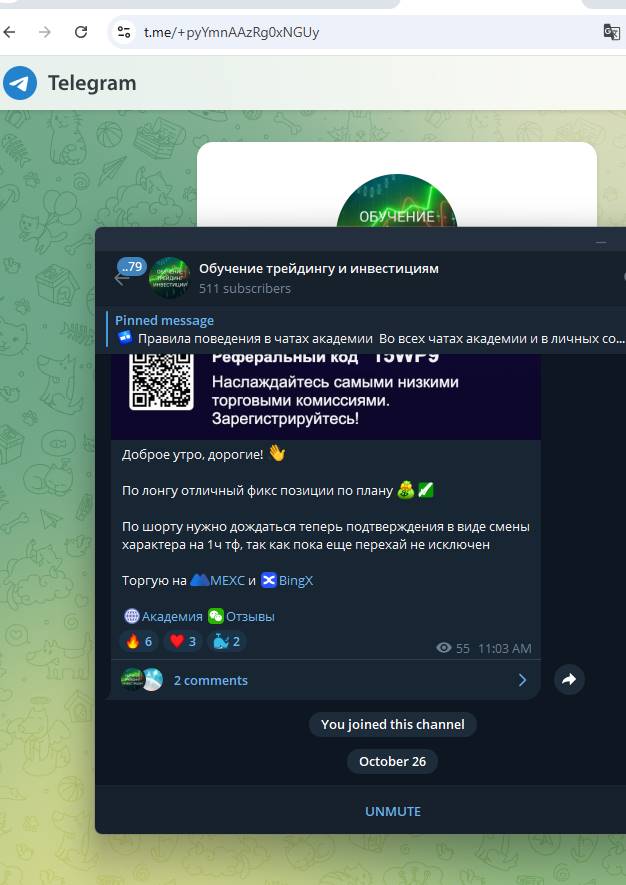 t.me/+pyYmnAAzRg0xNGUy
Telegram
ОБУЧЕНИЕ
..79
ОБУЧЕНИЕ
ТРЕЙДИНГ
ИНВЕСТИЦИИ
Обучение трейдингу и инвестициям
511 subscribers
Pinned message
Правила поведения в чатах академии Во всех чатах академии и в личных со...
Реферальный код T5WP9
Наслаждайтесь самыми низкими
торговыми комиссиями.
Зарегистрируйтесь!
Доброе утро, дорогие! 👋
По лонгу отличный фикс позиции по плану
По шорту нужно дождаться теперь подтверждения в виде смены
характера на 1ч тф, так как пока еще перехай не исключен
Торгую на MEXC и BingX
Академия Отзывы
🔥 6 ❤️ 3 🐳 2
55 11:03 AM
2 comments
You joined this channel
October 26
UNMUTE